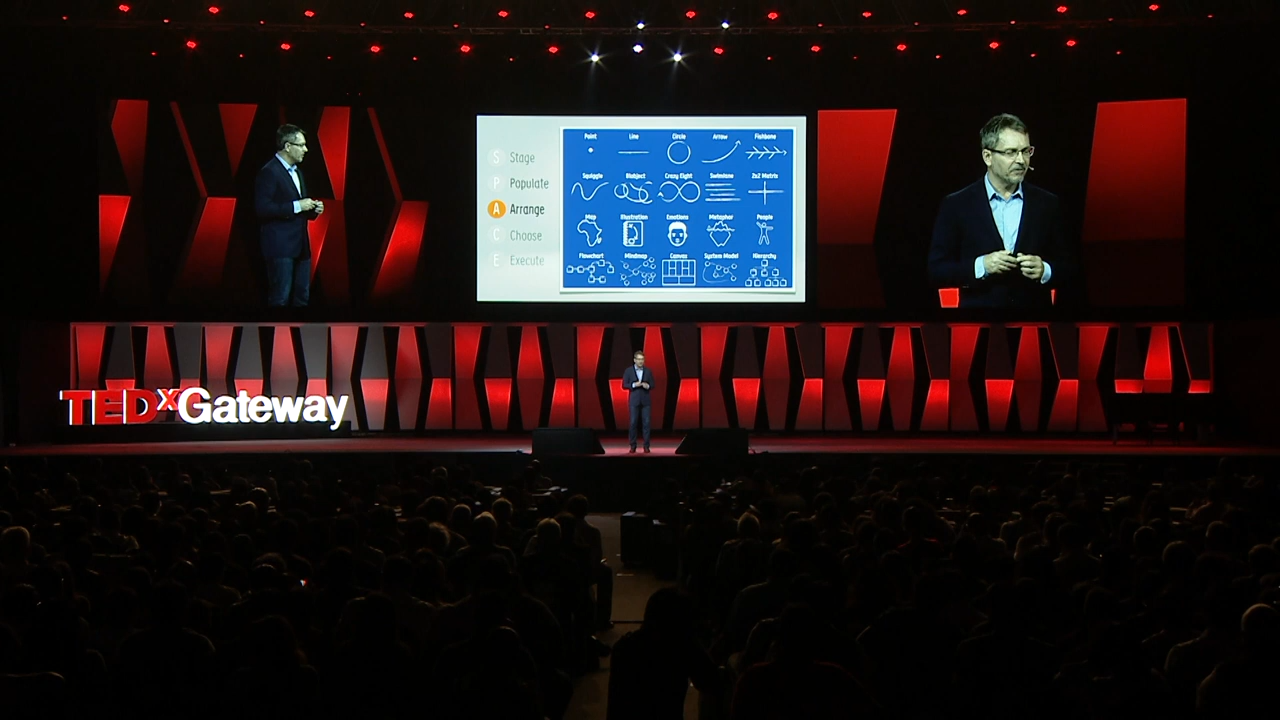 S Stage
P Populate
A Arrange
C Choose
E Execute
Point Line Circle Arrow Fishbone
Squiggle Blobject Crazy Eight Swimlane 2x2 Matrix
Map Illustration Emotions Metaphor People
Flowchart Mindmap Canvas System Model Hierarchy
TEDxGateway